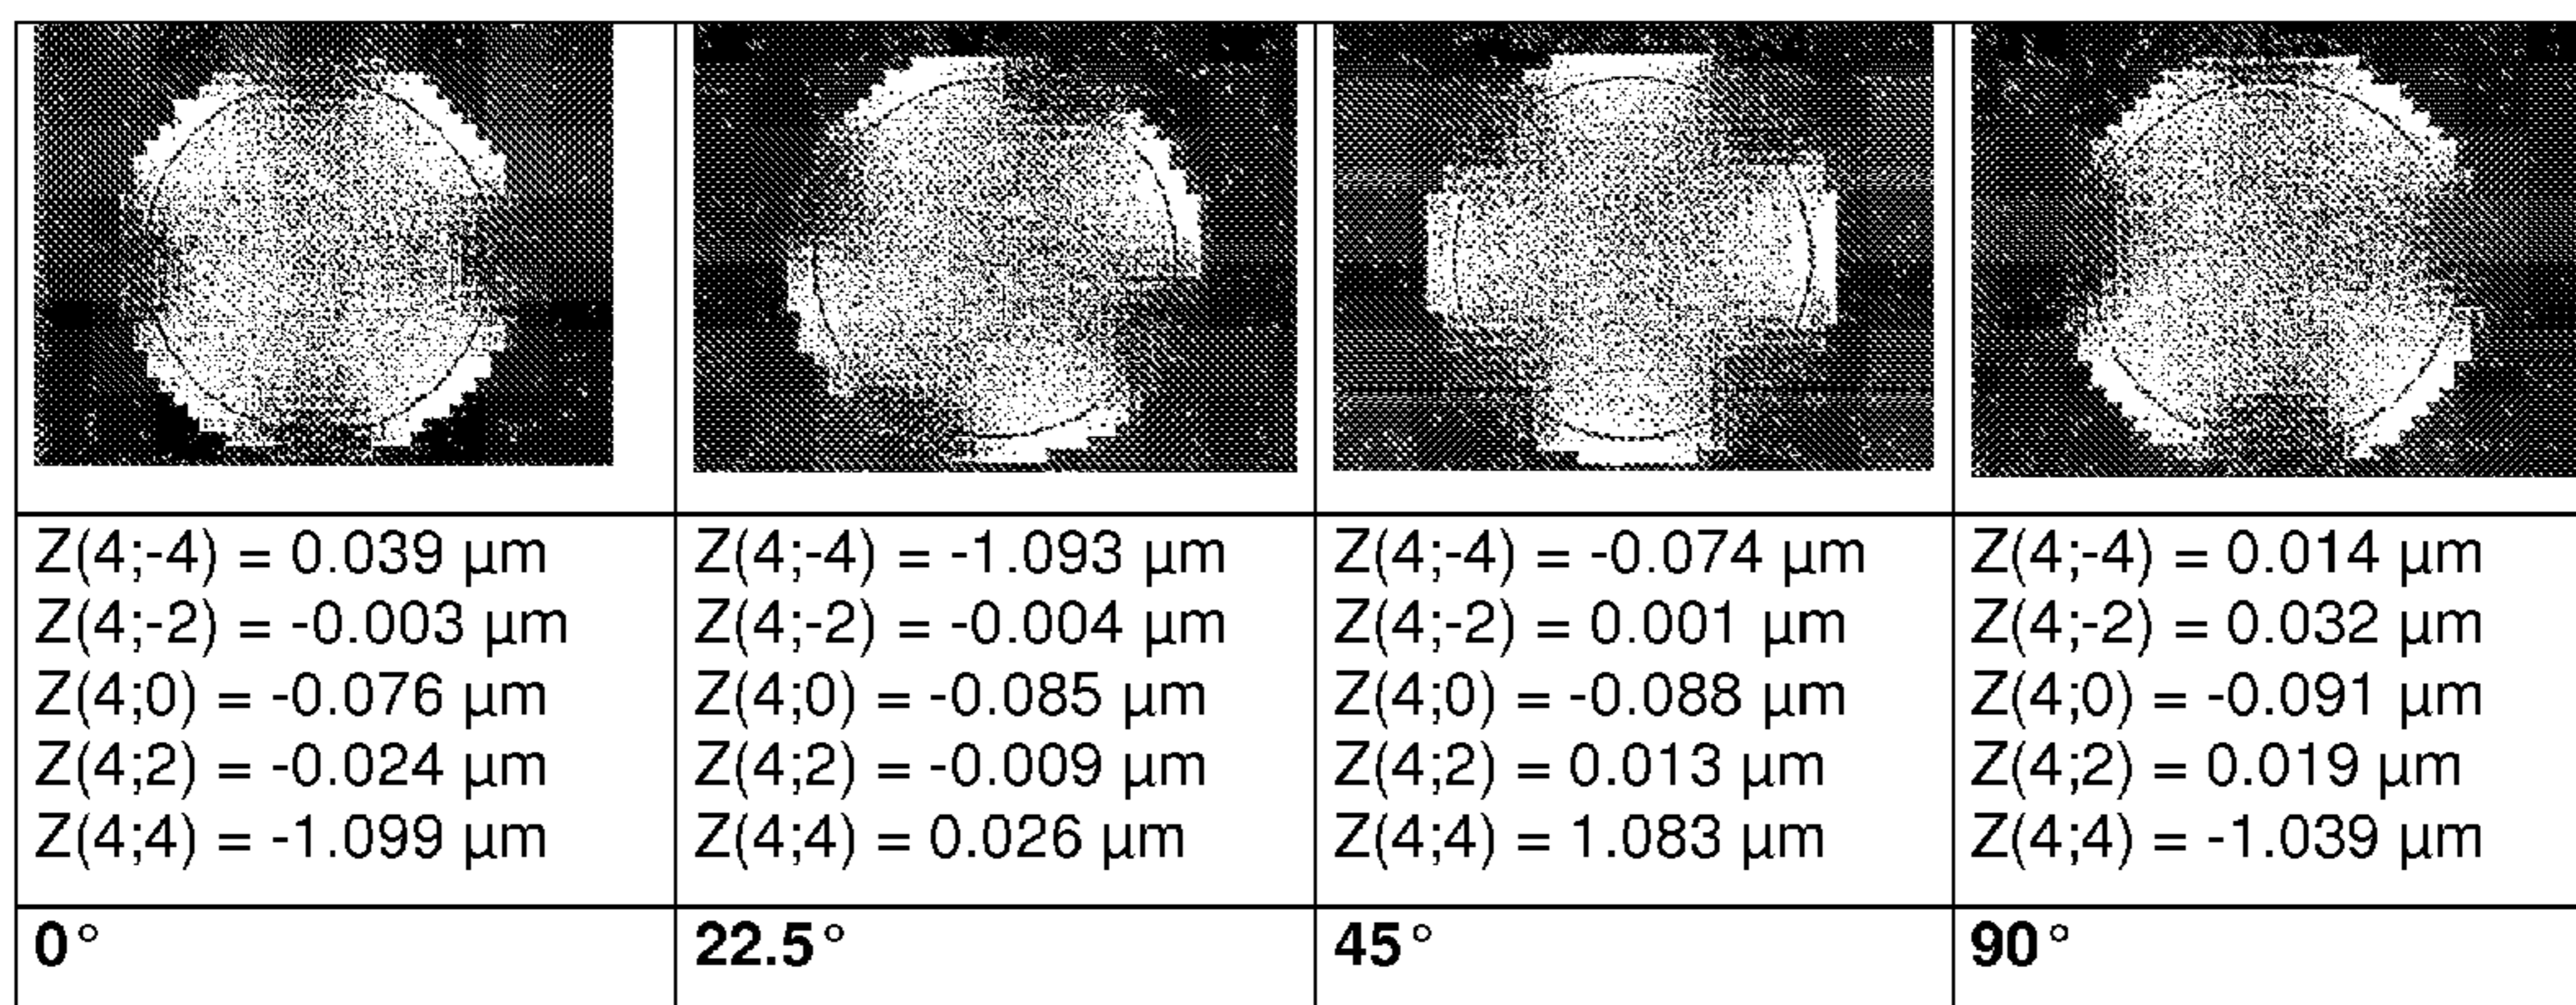 Z(4;-4) = 0.039 µm
Z(4;-2) = -0.003 µm
Z(4;0) = -0.076 µm
Z(4;2) = -0.024 µm
Z(4;4) = -1.099 µm
0°
Z(4;-4) = -1.093 µm
Z(4;-2) = -0.004 µm
Z(4;0) = -0.085 µm
Z(4;2) = -0.009 µm
Z(4;4) = 0.026 µm
22.5°
Z(4;-4) = -0.074 µm
Z(4;-2) = 0.001 µm
Z(4;0) = -0.088 µm
Z(4;2) = 0.013 µm
Z(4;4) = 1.083 µm
45°
Z(4;-4) = 0.014 µm
Z(4;-2) = 0.032 µm
Z(4;0) = -0.091 µm
Z(4;2) = 0.019 µm
Z(4;4) = -1.039 µm
90°